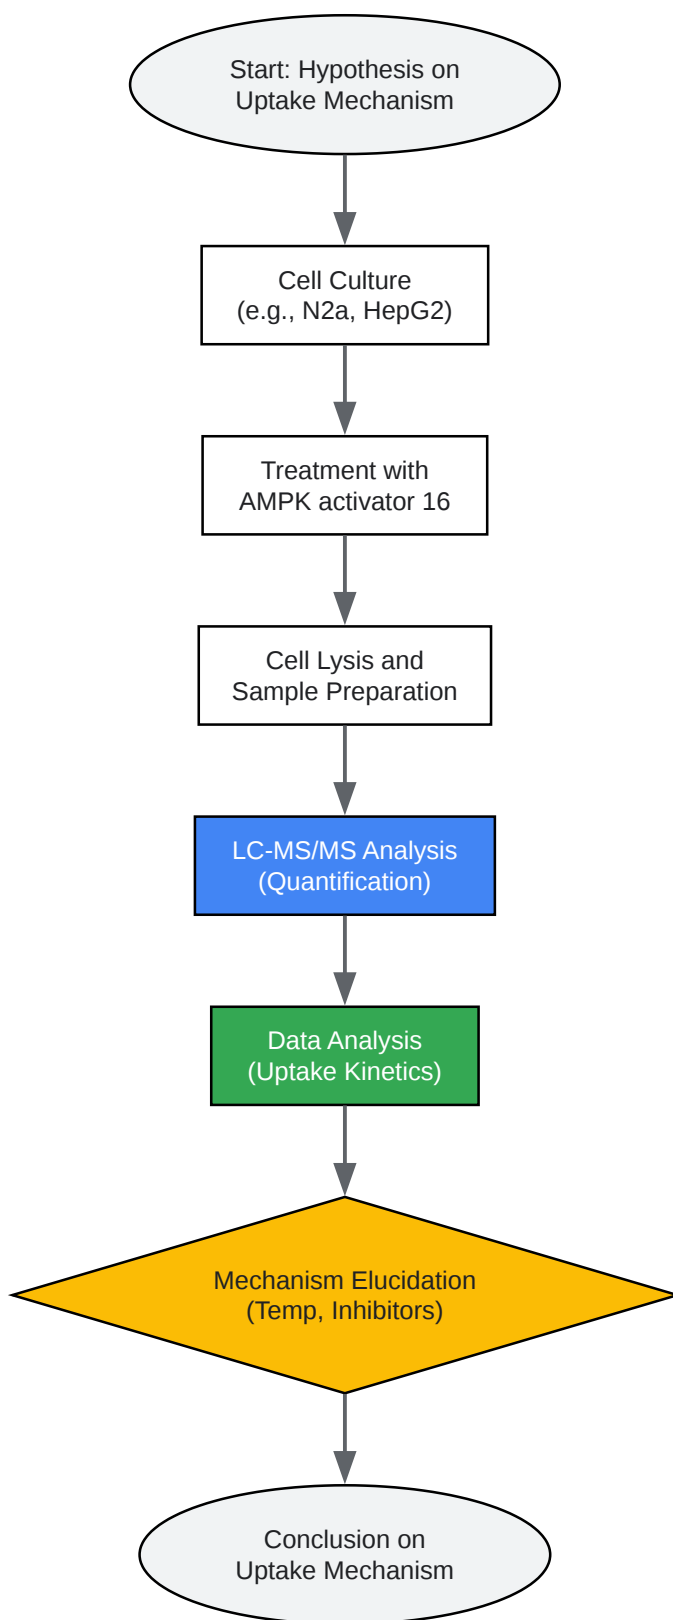 Start: Hypothesis on
Uptake Mechanism
Cell Culture
(e.g., N2a, HepG2)
Treatment with
AMPK activator 16
Cell Lysis and
Sample Preparation
LC-MS/MS Analysis
(Quantification)
Data Analysis
(Uptake Kinetics)
Mechanism Elucidation
(Temp, Inhibitors)
Conclusion on
Uptake Mechanism